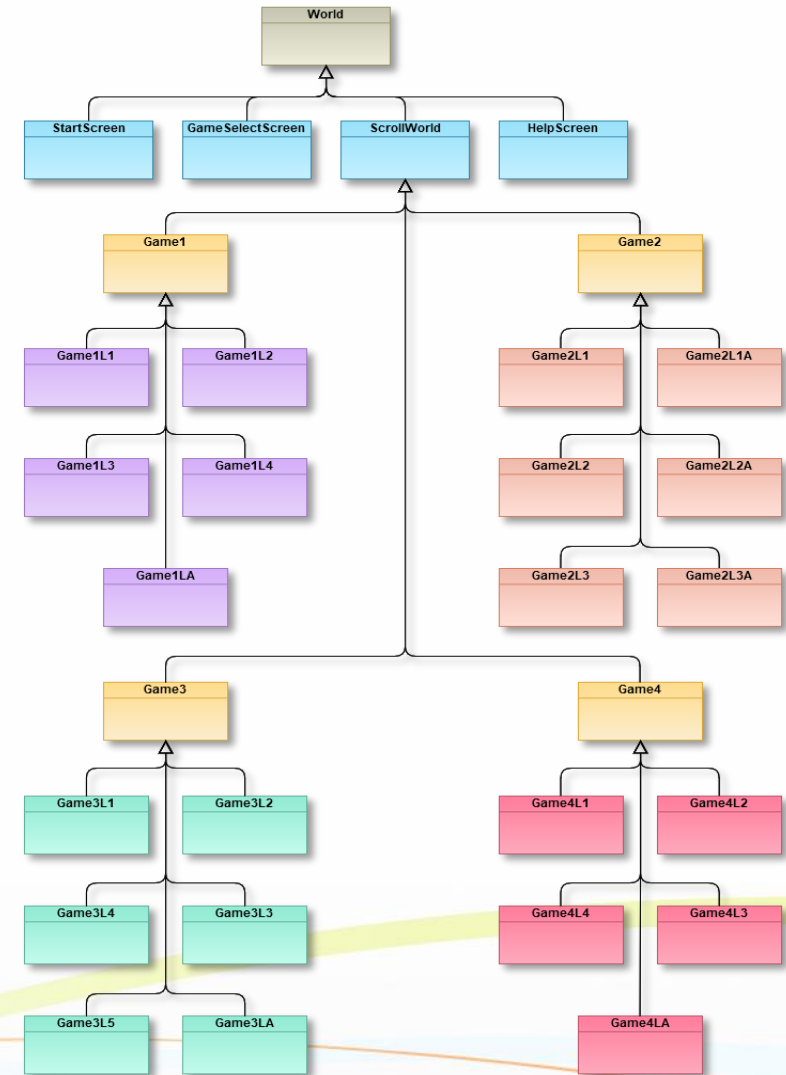 World
StartScreen
GameSelectScreen
ScrollWorld
HelpScreen
Game1
Game2
Game1L1
Game1L2
Game2L1
Game2L1A
Game1L3
Game1L4
Game2L2
Game2L2A
Game1LA
Game2L3
Game2L3A
Game3
Game4
Game3L1
Game3L2
Game4L1
Game4L2
Game3L4
Game3L3
Game4L4
Game4L3
Game3L5
Game3LA
Game4LA